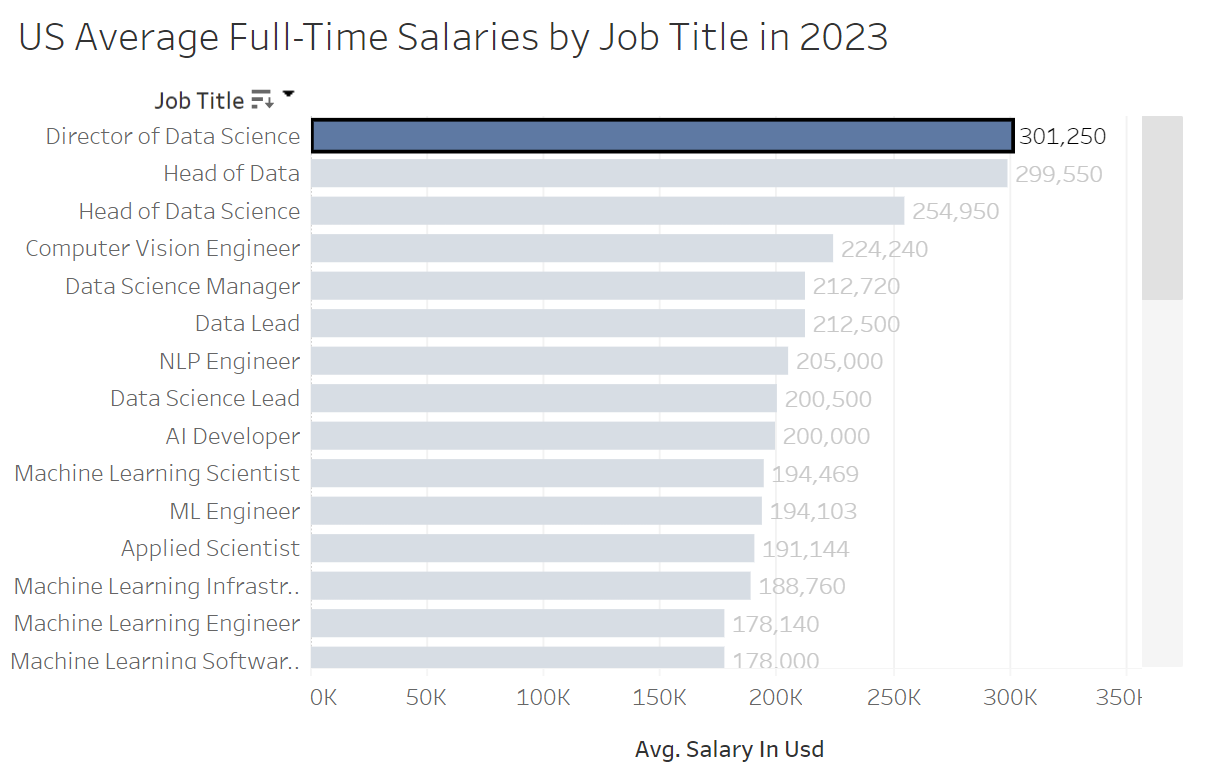 US Average Full-Time Salaries by Job Title in 2023
Job Title
Director of Data Science 301,250
Head of Data 299,550
Head of Data Science 254,950
Computer Vision Engineer 224,240
Data Science Manager 212,720
Data Lead 212,500
NLP Engineer 205,000
Data Science Lead 200,500
AI Developer 200,000
Machine Learning Scientist 194,469
ML Engineer 194,103
Applied Scientist 191,144
Machine Learning Infrastr.. 188,760
Machine Learning Engineer 178,140
Machine Learning Softwar.. 178,000
0K 50K 100K 150K 200K 250K 300K 350K
Avg. Salary In Usd